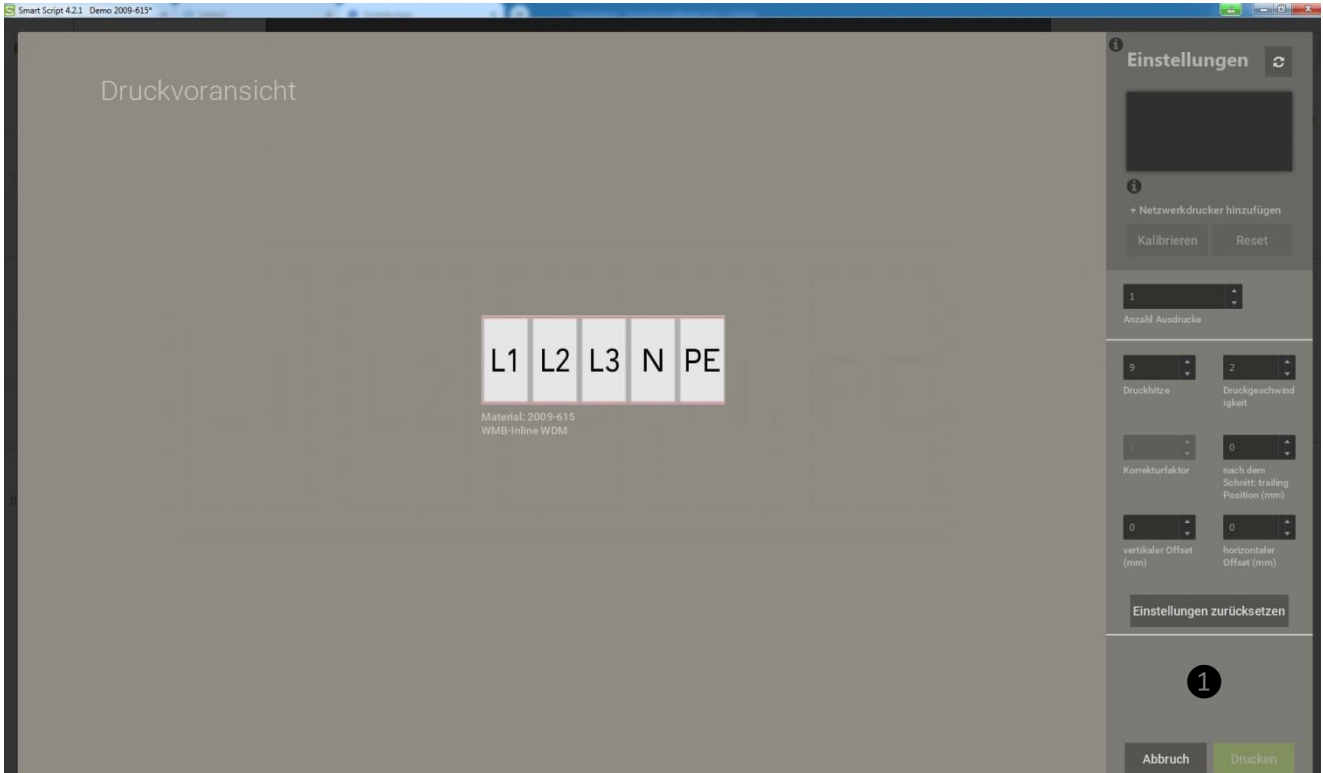 Smart Script 4.2.1 Demo 2009-615*
Druckvoransicht
L1 L2 L3 N PE
Material: 2009-615
WMB-Inline WDM
Einstellungen
+ Netzwerkdrucker hinzufügen
Kalibrieren Reset
1
Anzahl Ausdrucke
9 2
Druckhitze Druckgeschwind
igkeit
1 0
Korrekturfaktor nach dem
Schnitt: trailing
Position (mm)
0 0
vertikaler Offset horizontaler
(mm) Offset (mm)
Einstellungen zurücksetzen
1
Abbruch Drucken